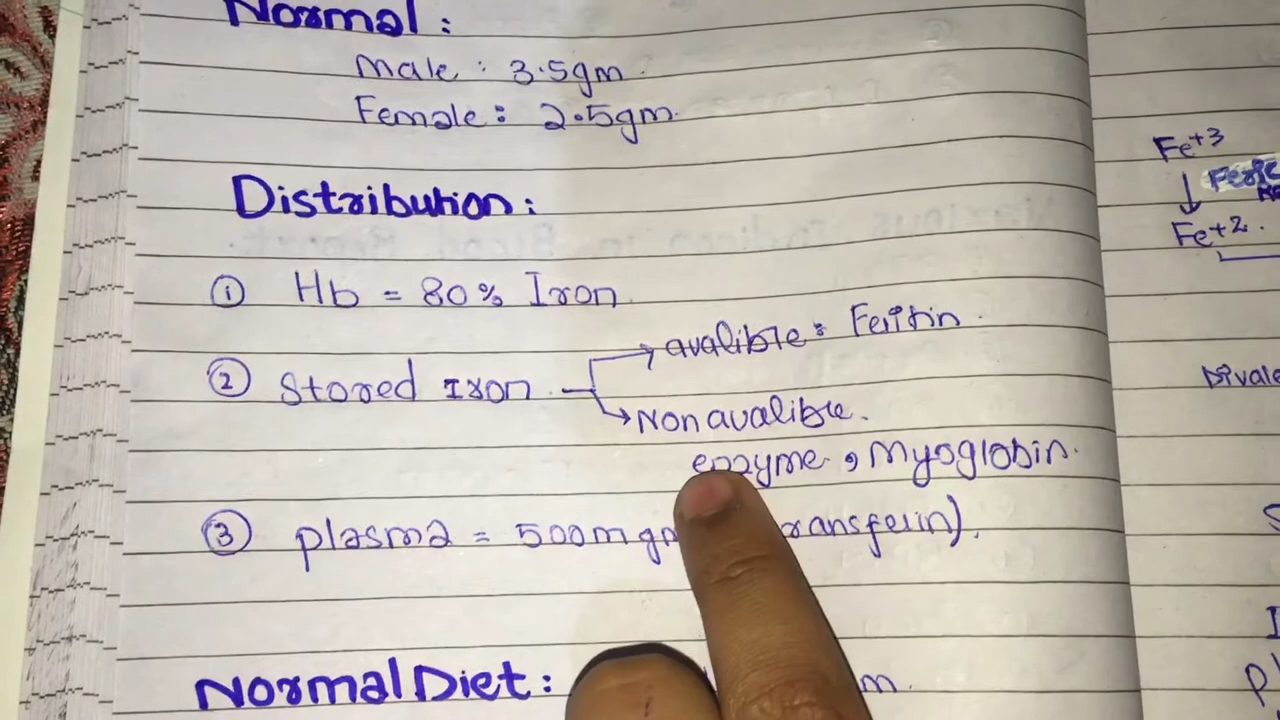 Normal:
Male: 3.5gm.
Female: 2.5gm.
Distribution:
① Hb = 80% Iron
② Stored Iron → avalible: Feritin.
→ Non avalible.
enzyme, Myoglobin.
③ plasma = 500mgm
Normal Diet:
Fe+3
↓
Fe+2.